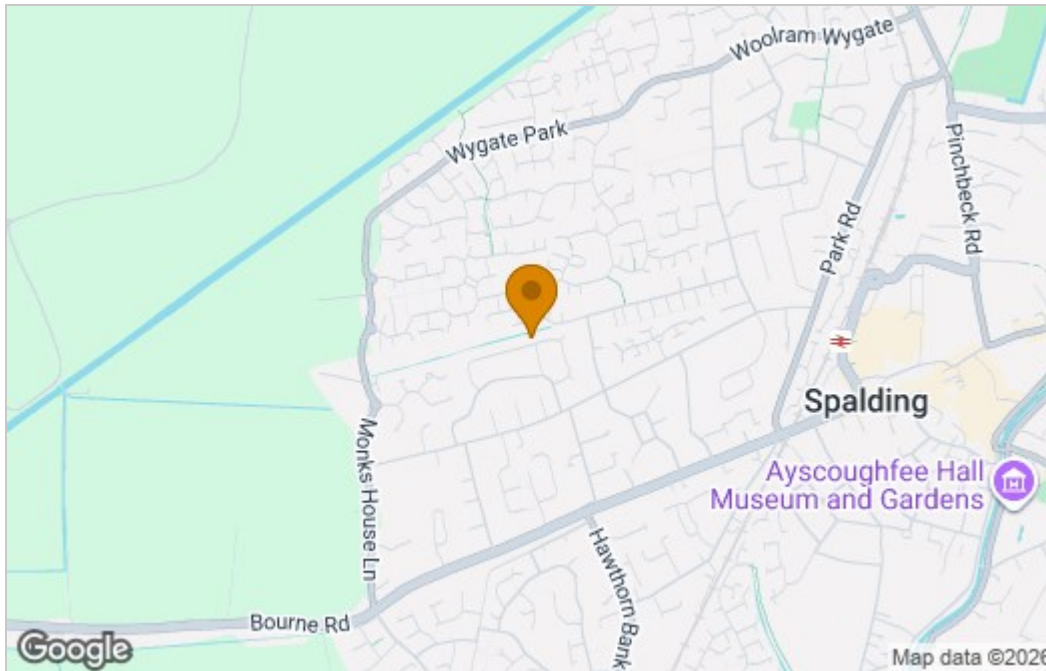 Woolram Wygate
Wygate Park
Pinchbeck Rd
Park Rd
Spalding
Ayscoughfee Hall
Museum and Gardens
Monks House Ln
Hawthorn Bank
Bourne Rd
Google
Map data ©2026